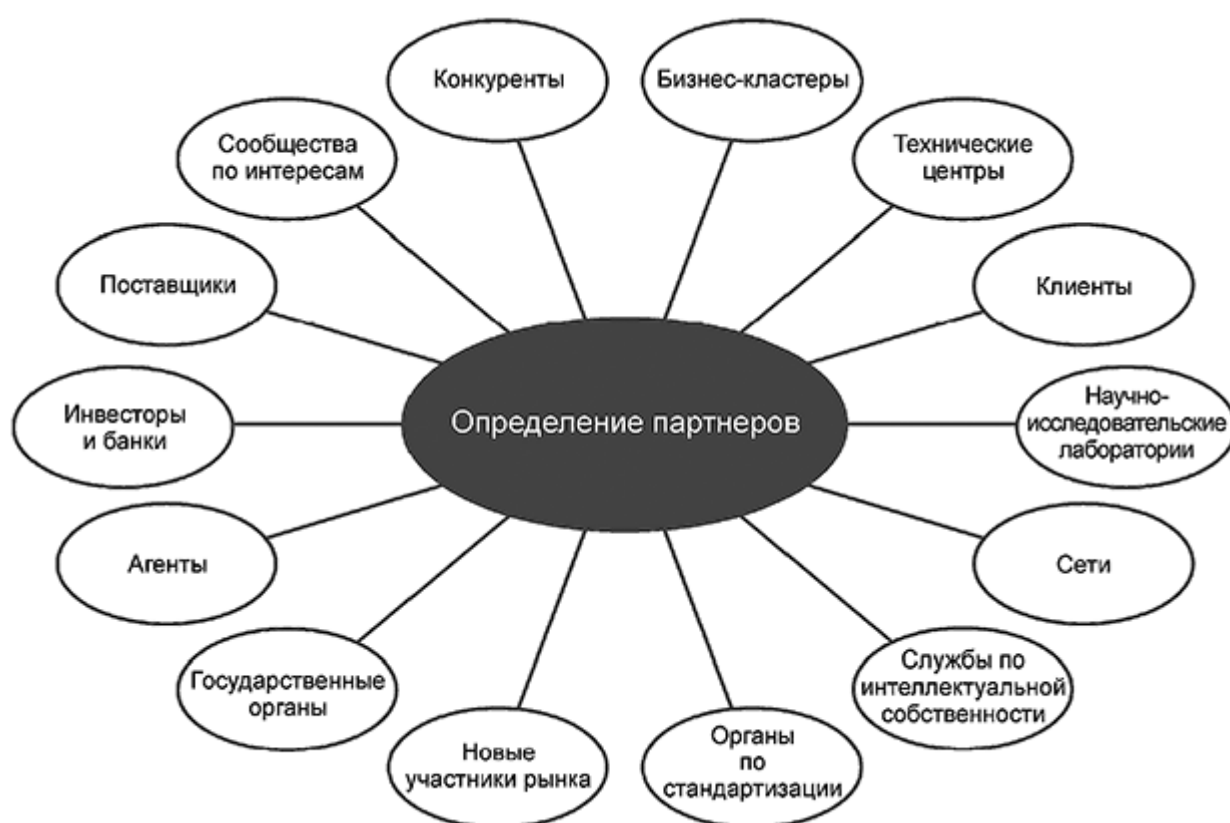 Конкуренты
Бизнес-кластеры
Сообщества
по интересам
Технические
центры
Поставщики
Клиенты
Инвесторы
и банки
Определение партнеров
Научно-
исследовательские
лаборатории
Агенты
Сети
Государственные
органы
Службы по
интеллектуальной
собственности
Новые
участники рынка
Органы
по
стандартизации